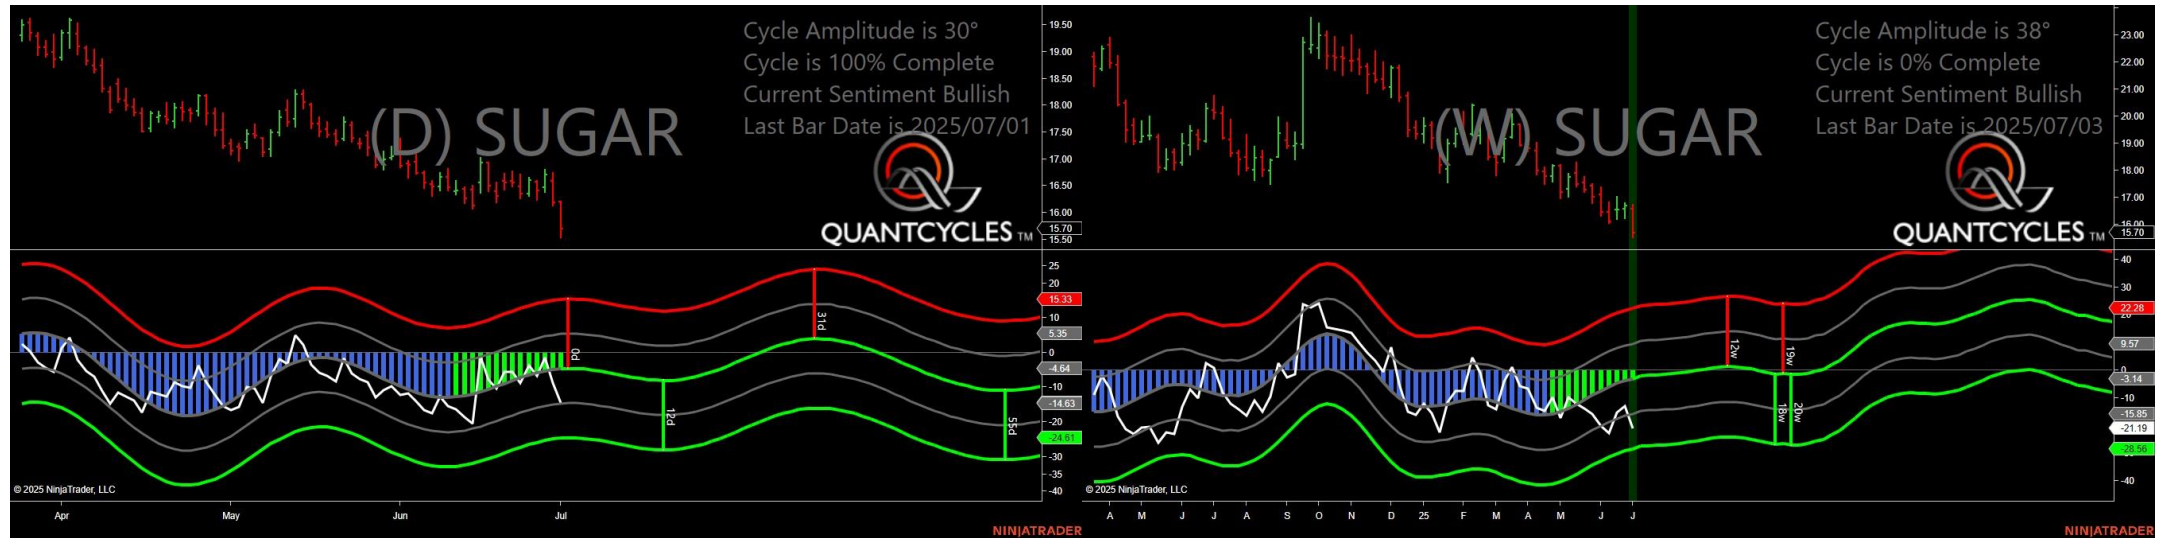 Cycle Amplitude is 30°
Cycle is 100% Complete
Current Sentiment Bullish
Last Bar Date is 2025/07/01
(D) SUGAR
QUANTCYCLES TM
19.50
19.00
18.50
18.00
17.50
17.00
16.50
16.00
15.70
15.50
25
20
15.33
10
5.35
0
-4.64
-10
-14.63
-20
-24.61
-30
-35
-40
0d
12d
31d
55d
© 2025 NinjaTrader, LLC
Apr May Jun Jul
NINJATRADER
Cycle Amplitude is 38°
Cycle is 0% Complete
Current Sentiment Bullish
Last Bar Date is 2025/07/03
(W) SUGAR
QUANTCYCLES TM
23.00
22.00
21.00
20.00
19.00
18.00
17.00
16.00
15.70
40
30
22.28
20
9.57
0
-3.14
-10
-15.85
-21.19
-28.56
-40
12w
19w
18w
20w
© 2025 NinjaTrader, LLC
A M J J A S O N D 25 F M A M J J
NINJATRADER